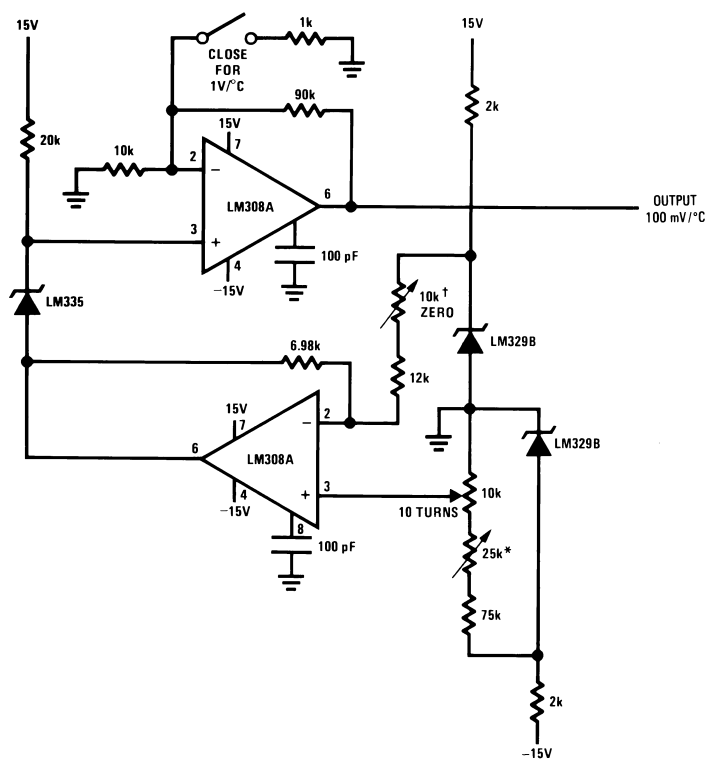 15V
1k
CLOSE
FOR
1V/°C
15V
2k
90k
20k
15V
10k
7
2
−
6
LM308A
OUTPUT
100 mV/°C
3
+
100 pF
4
−15V
10k†
ZERO
LM335
LM329B
6.98k
12k
15V
7
2
−
LM329B
6
LM308A
4
−15V
+
3
10 TURNS
10k
8
100 pF
25k*
75k
2k
−15V